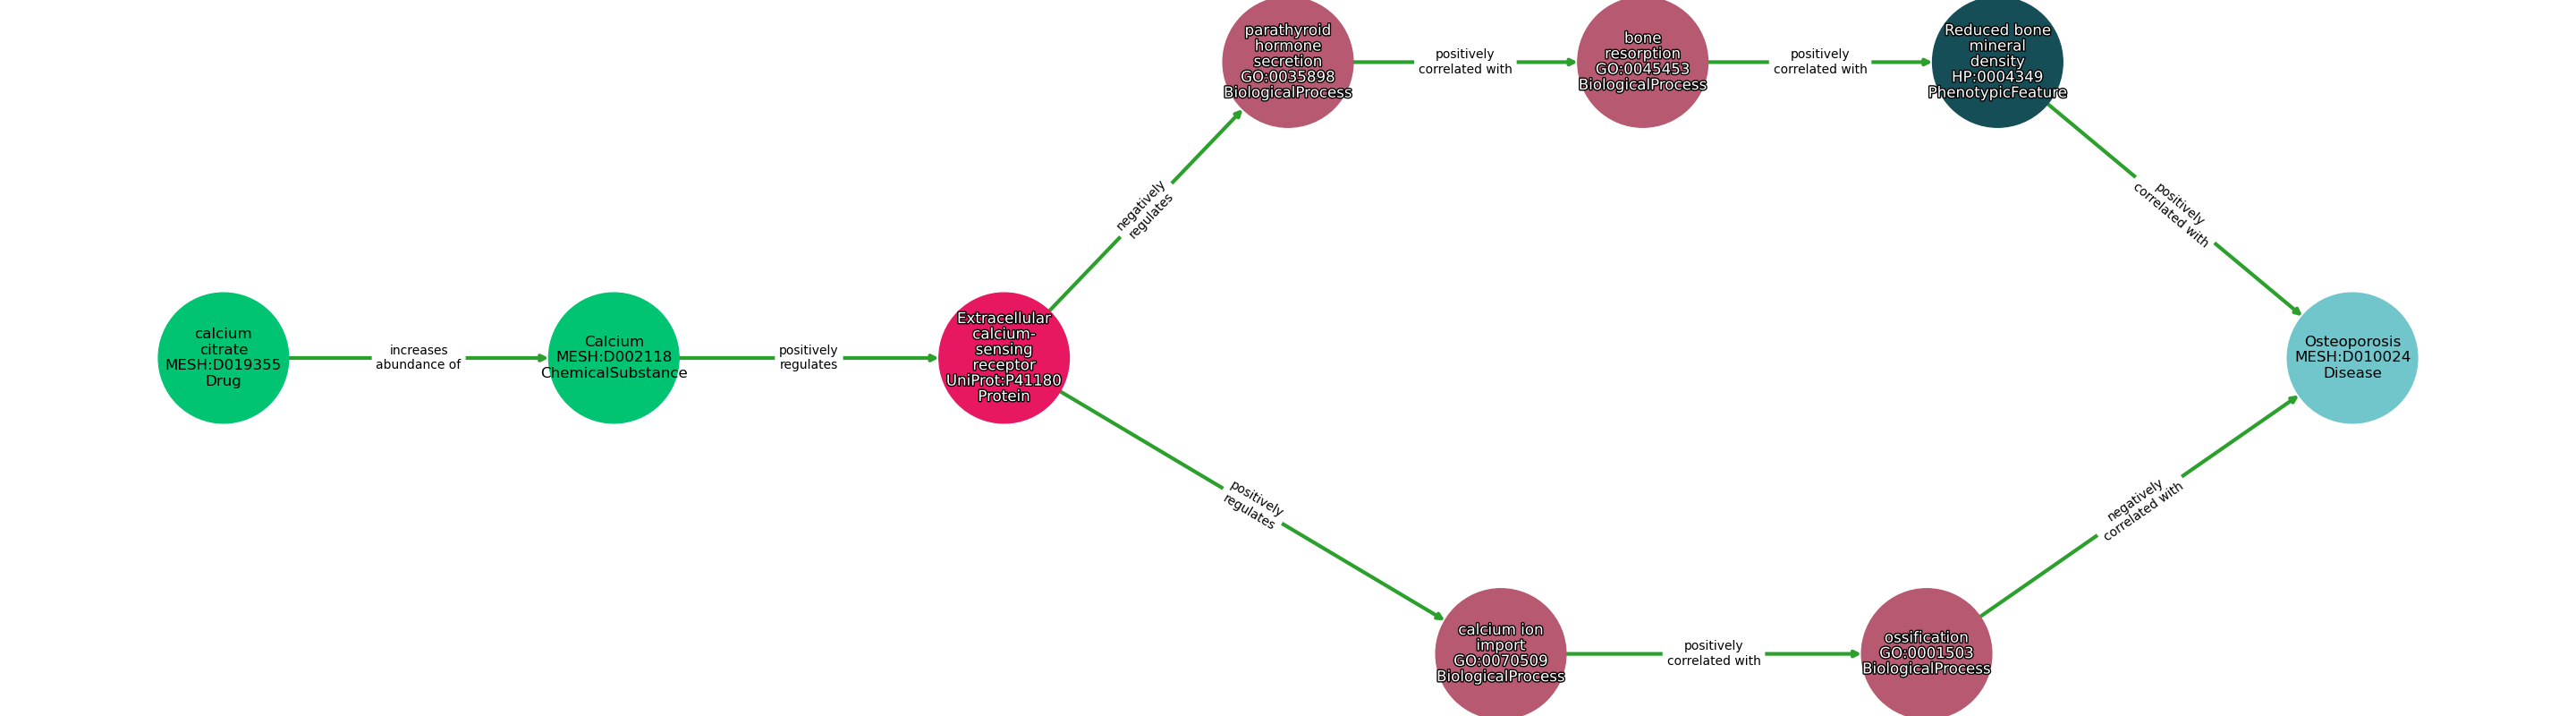 parathyroid
hormone
secretion
GO:0035898
BiologicalProcess
positively
correlated with
bone
resorption
GO:0045453
BiologicalProcess
positively
correlated with
Reduced bone
mineral
density
HP:0004349
PhenotypicFeature
negatively
regulates
positively
correlated with
calcium
citrate
MESH:D019355
Drug
increases
abundance of
Calcium
MESH:D002118
ChemicalSubstance
positively
regulates
Extracellular
calcium-
sensing
receptor
UniProt:P41180
Protein
Osteoporosis
MESH:D010024
Disease
positively
regulates
negatively
correlated with
calcium ion
import
GO:0070509
BiologicalProcess
positively
correlated with
ossification
GO:0001503
BiologicalProcess